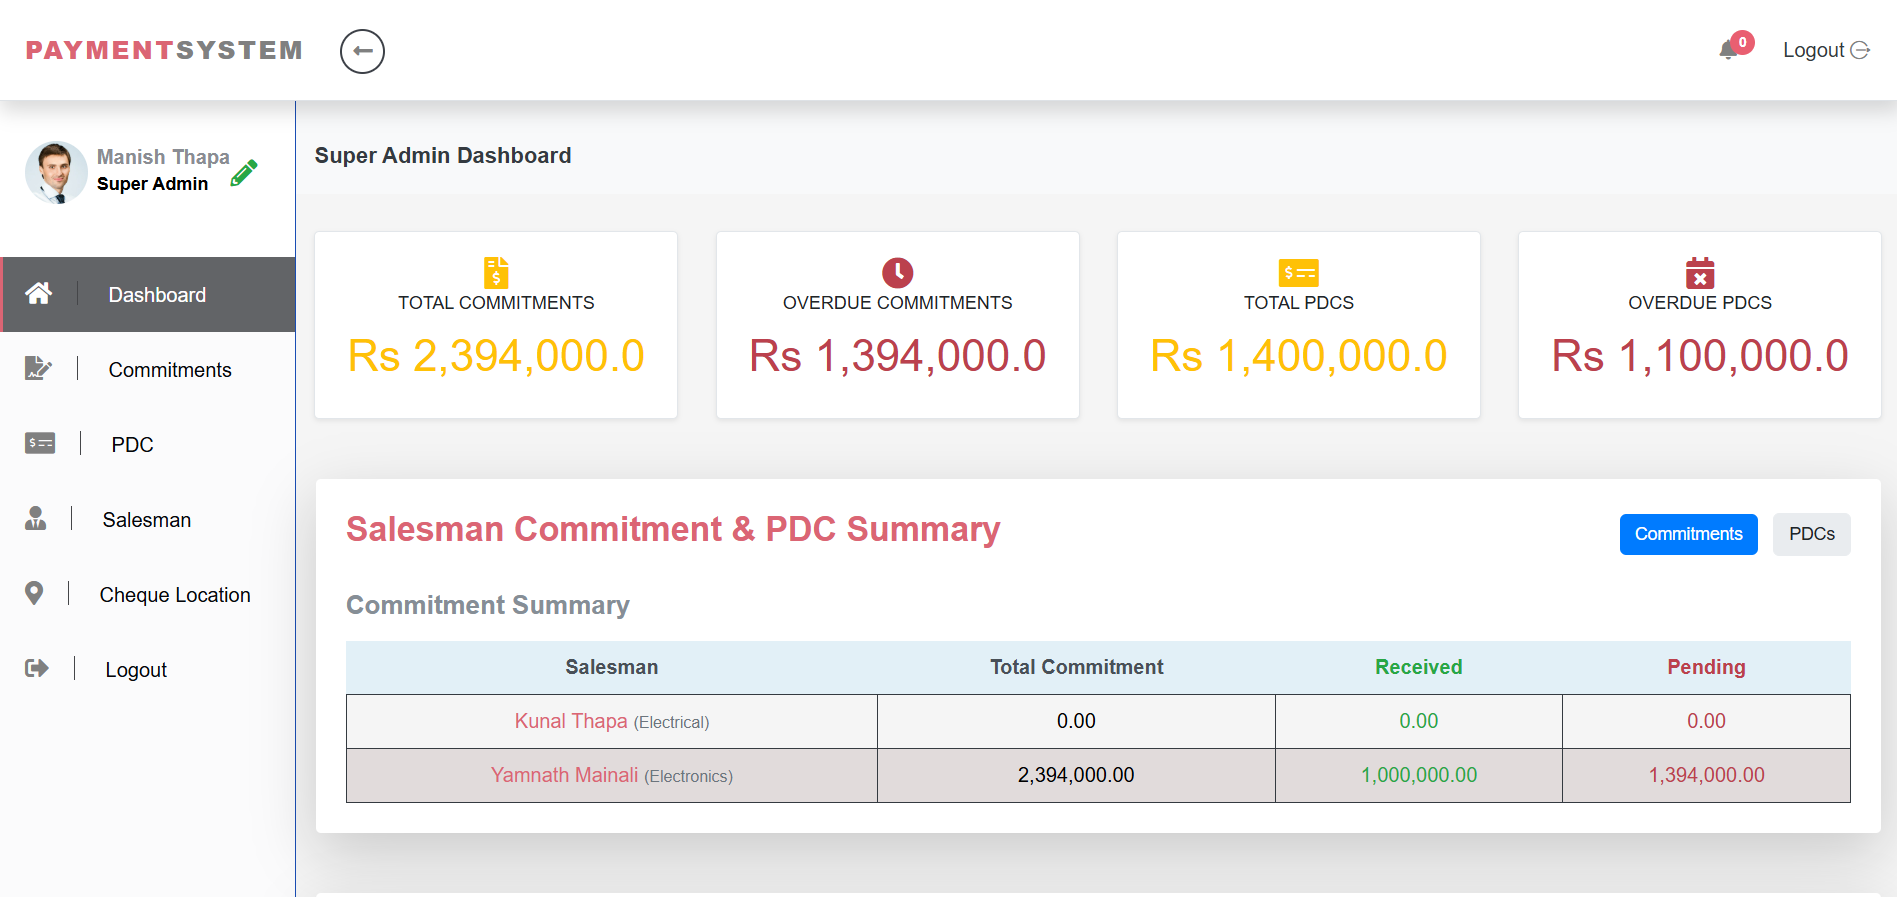 PAYMENTSYSTEM
0
Logout
Manish Thapa
Super Admin
Dashboard
Commitments
PDC
Salesman
Cheque Location
Logout
Super Admin Dashboard
TOTAL COMMITMENTS
Rs 2,394,000.0
OVERDUE COMMITMENTS
Rs 1,394,000.0
TOTAL PDCS
Rs 1,400,000.0
OVERDUE PDCS
Rs 1,100,000.0
Salesman Commitment & PDC Summary
Commitments PDCs
Commitment Summary
Salesman Total Commitment Received Pending
Kunal Thapa (Electrical) 0.00 0.00 0.00
Yamnath Mainali (Electronics) 2,394,000.00 1,000,000.00 1,394,000.00